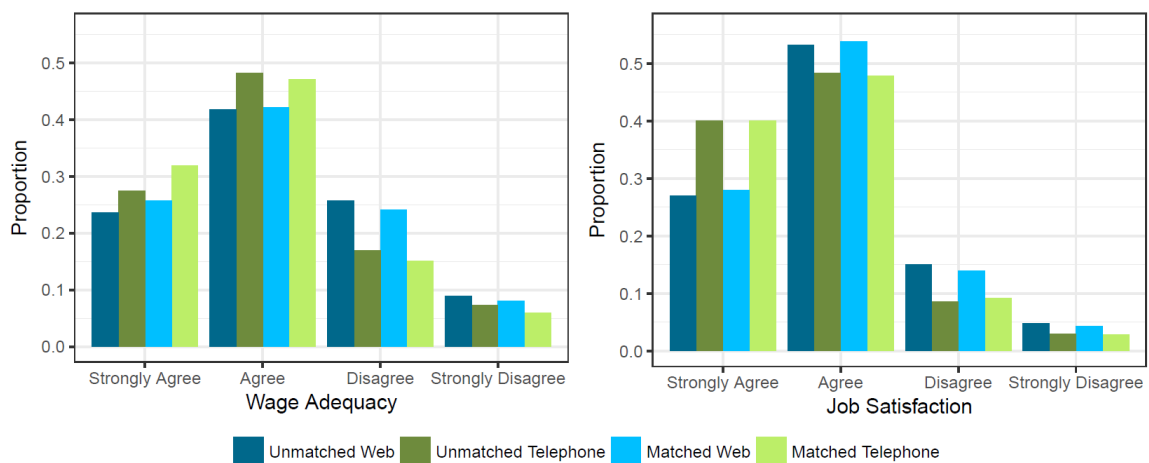 Proportion
0.5
0.4
0.3
0.2
0.1
0.0
Strongly Agree Agree Disagree Strongly Disagree
Wage Adequacy
Proportion
0.5
0.4
0.3
0.2
0.1
0.0
Strongly Agree Agree Disagree Strongly Disagree
Job Satisfaction
Unmatched Web Unmatched Telephone Matched Web Matched Telephone